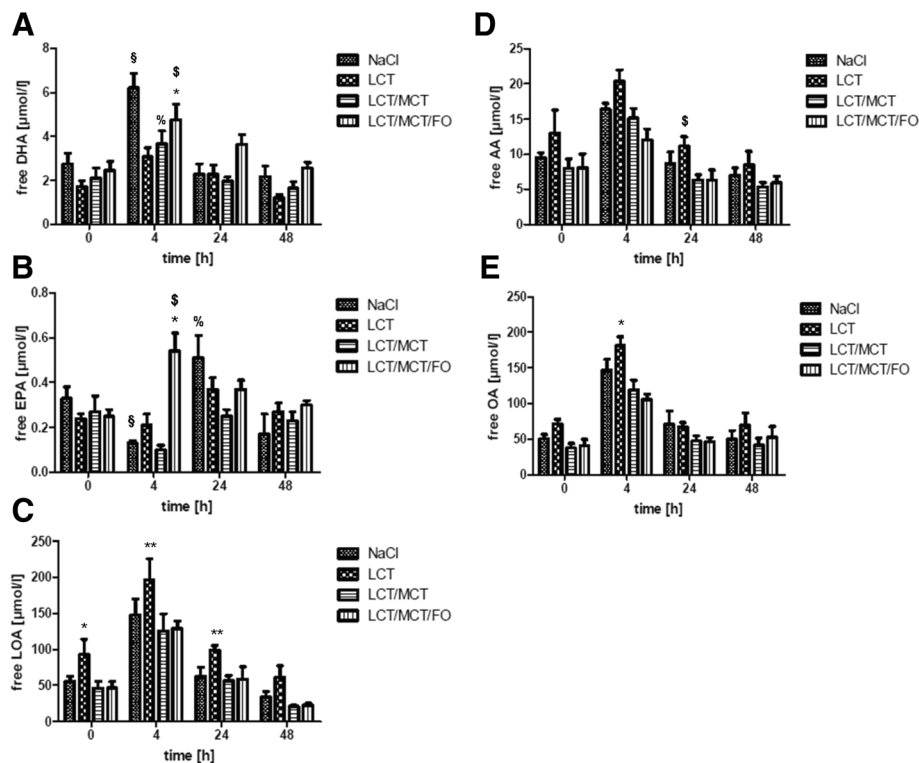 A
free DHA [µmol/l]
8
6
4
2
0
§
%
$
*
0 4 24 48
time [h]
NaCl
LCT
LCT/MCT
LCT/MCT/FO
B
free EPA [µmol/l]
0.8
0.6
0.4
0.2
0.0
§
$
*
%
0 4 24 48
time [h]
NaCl
LCT
LCT/MCT
LCT/MCT/FO
C
free LOA [µmol/l]
250
200
150
100
50
0
*
**
**
0 4 24 48
time [h]
NaCl
LCT
LCT/MCT
LCT/MCT/FO
D
free AA [µmol/l]
25
20
15
10
5
0
$
0 4 24 48
time [h]
NaCl
LCT
LCT/MCT
LCT/MCT/FO
E
free OA [µmol/l]
250
200
150
100
50
0
*
0 4 24 48
time [h]
NaCl
LCT
LCT/MCT
LCT/MCT/FO